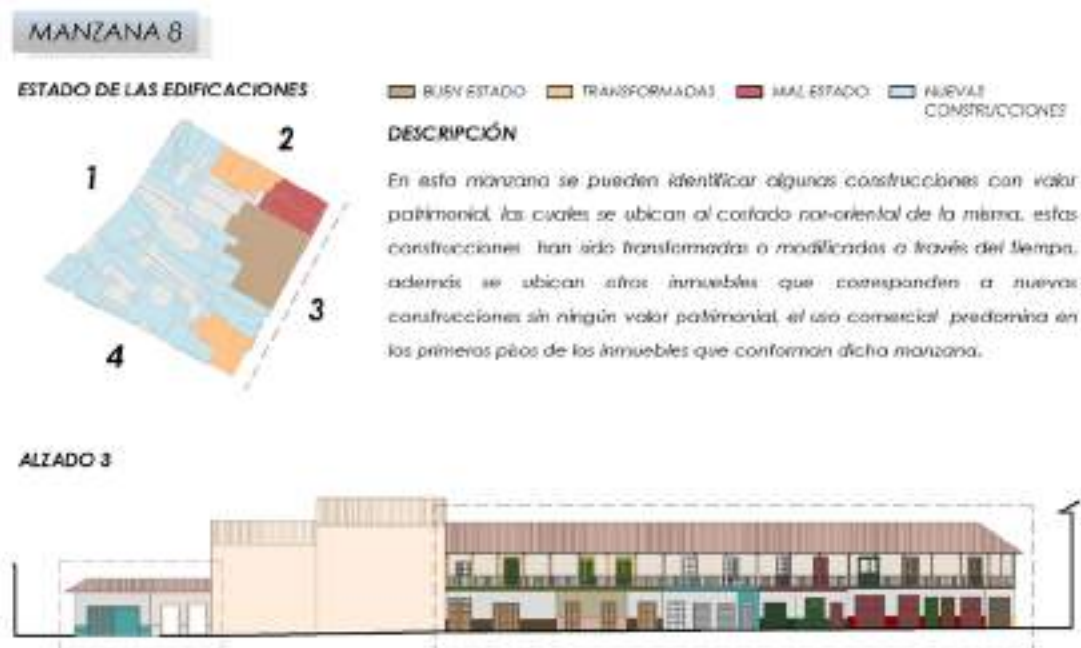 MANZANA 8
ESTADO DE LAS EDIFICACIONES
BUEN ESTADO TRANSFORMADAS MAL ESTADO NUEVAS
CONSTRUCCIONES
DESCRIPCIÓN
1
2
3
4
En esta manzana se pueden identificar algunas construcciones con valor
patrimonial, las cuales se ubican al costado nor-oriental de la misma, estas
construcciones han sido transformadas o modificadas a través del tiempo,
además se ubican otros inmuebles que corresponden a nuevas
construcciones sin ningún valor patrimonial, el uso comercial predomina en
los primeros pisos de los inmuebles que conforman dicha manzana.
ALZADO 3